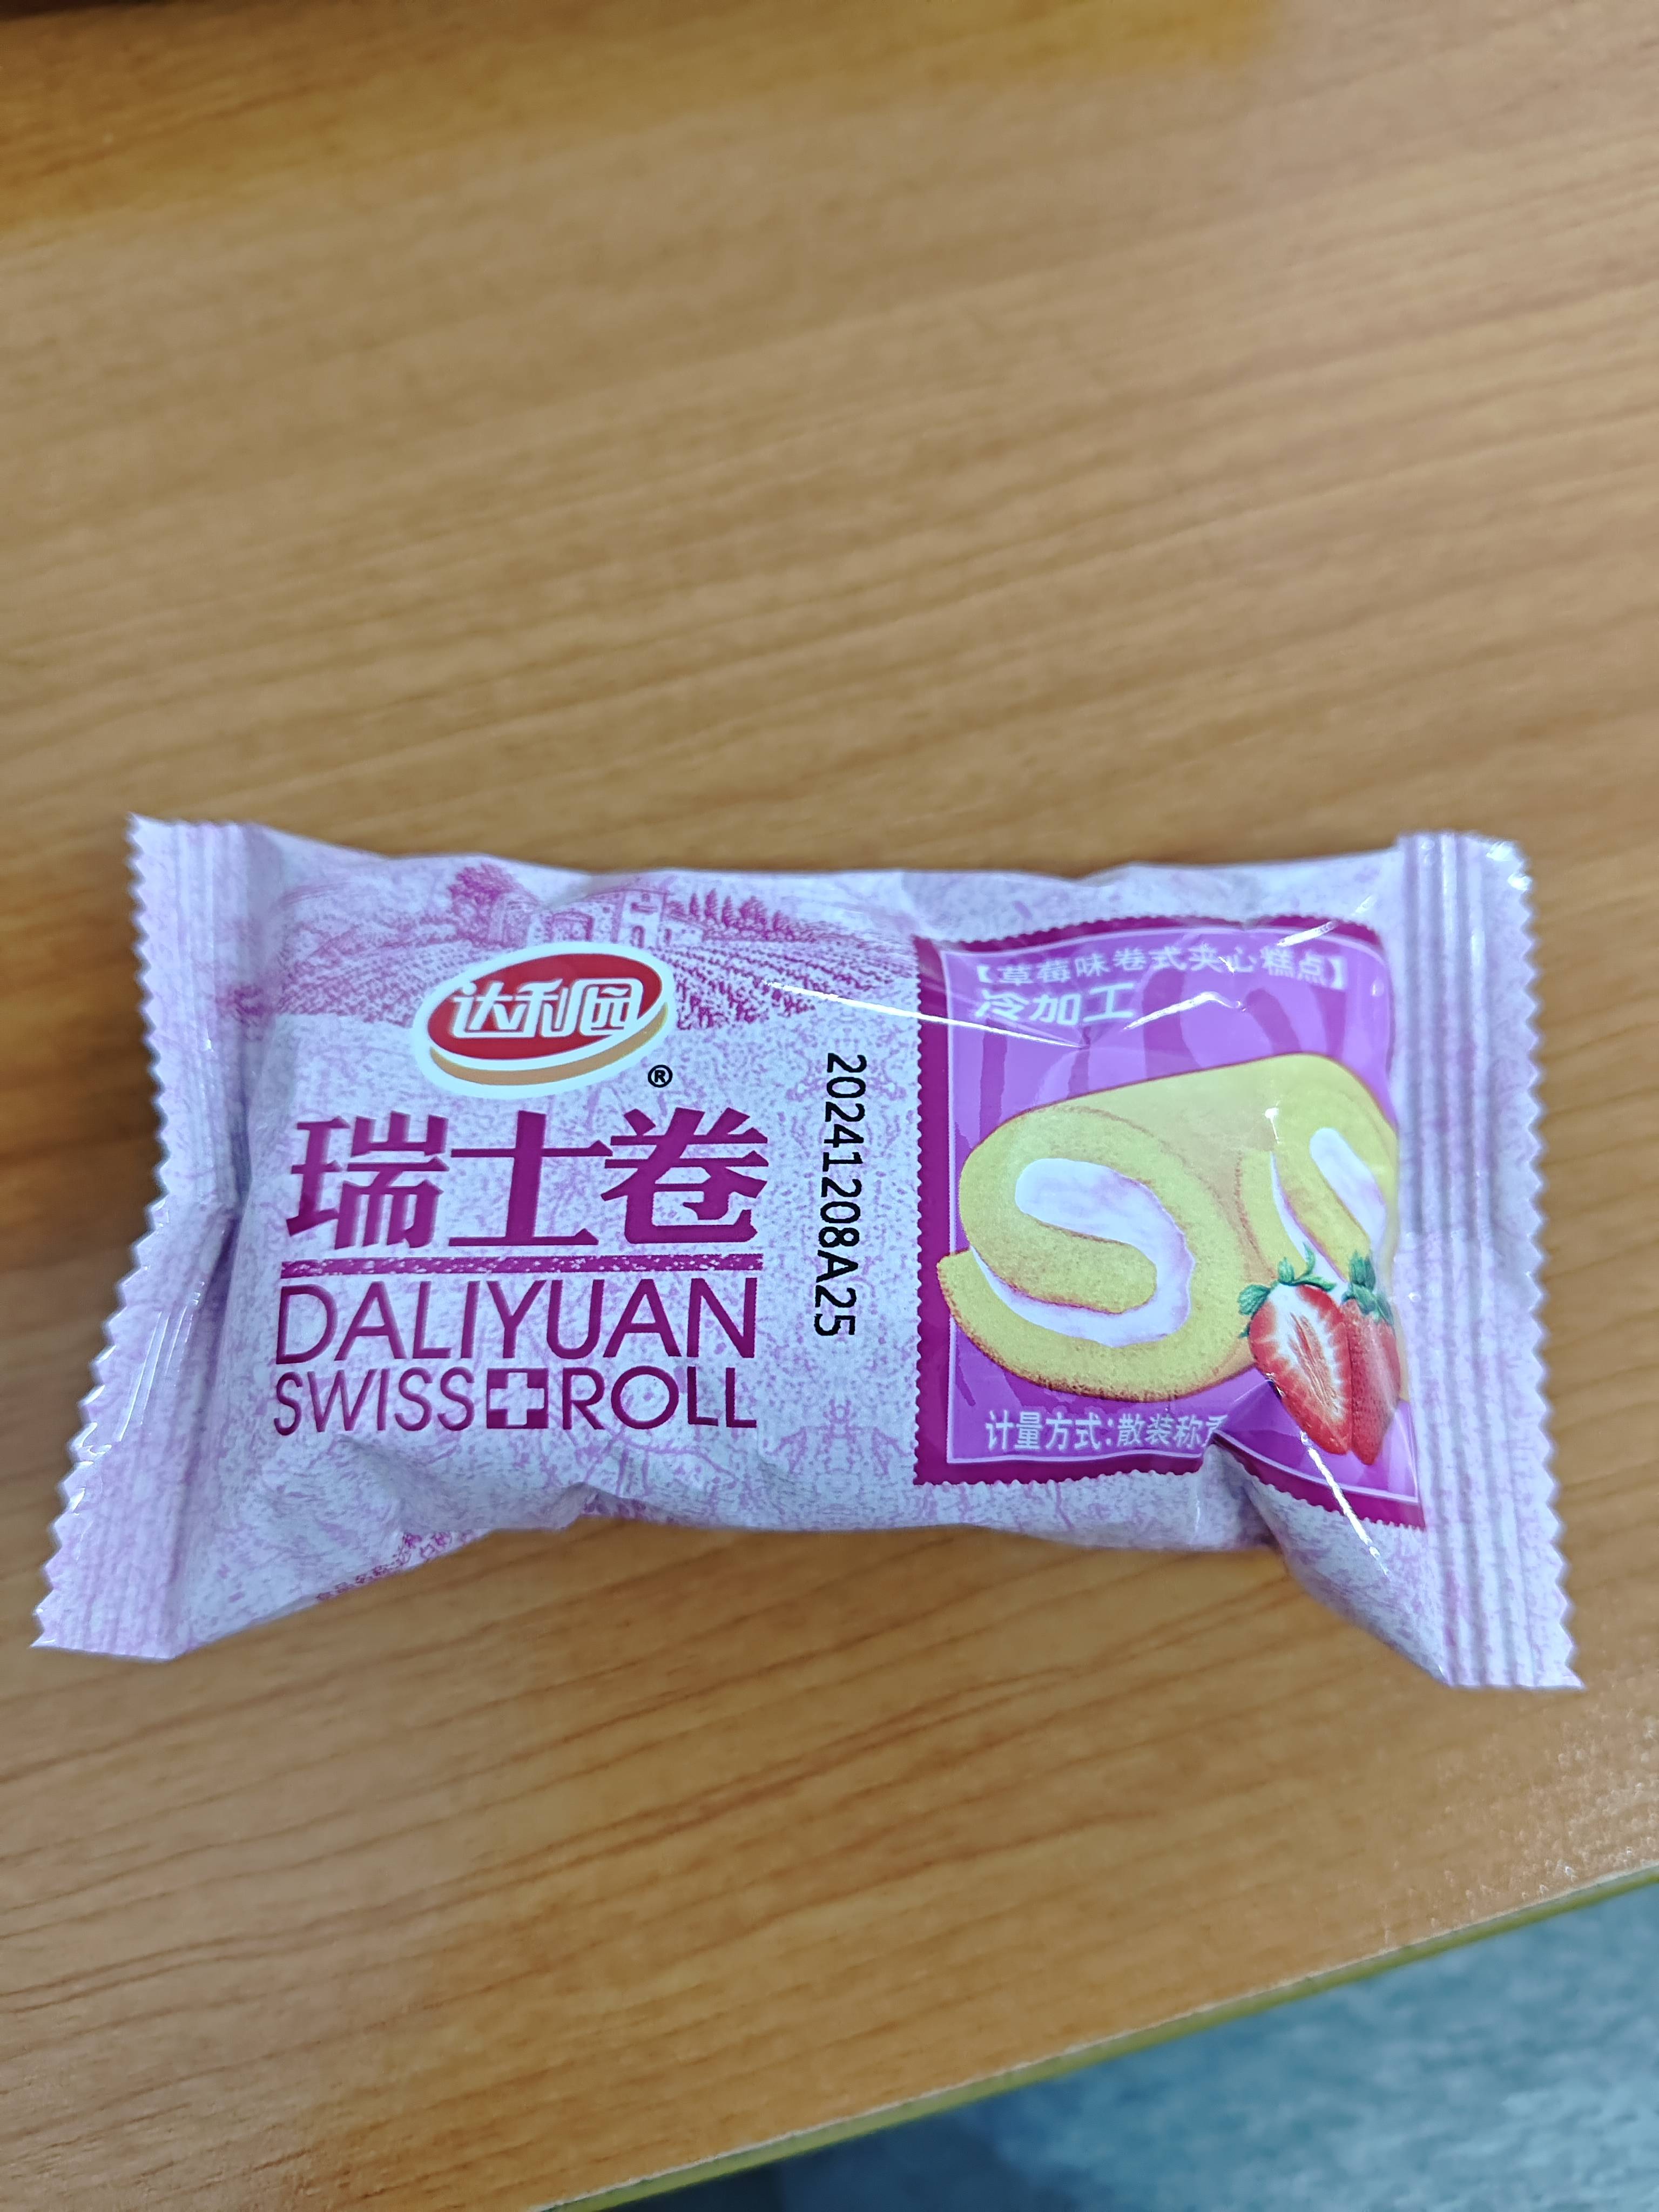 达利园
®
瑞士卷
DALIYUAN
SWISS ROLL
20241208A25
【草莓味卷式夹心糕点】
冷加工
计量方式:散装称